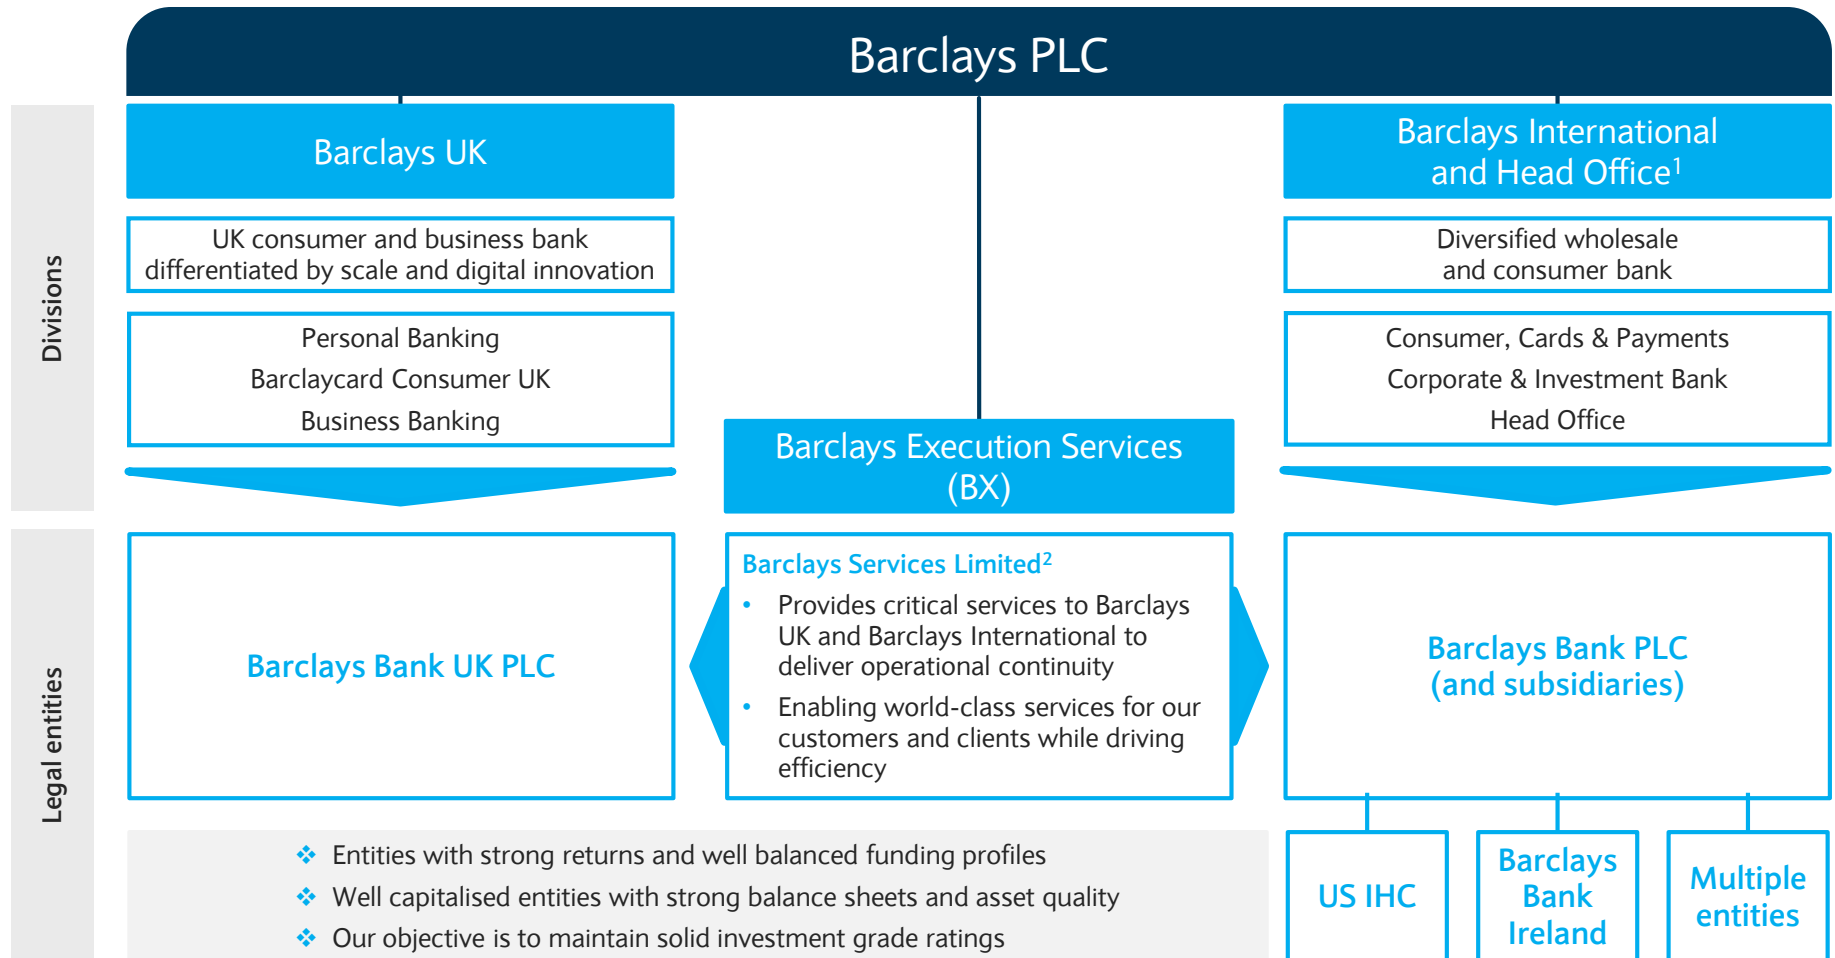 Barclays PLC
Divisions
Barclays UK
UK consumer and business bank
differentiated by scale and digital innovation
Personal Banking
Barclaycard Consumer UK
Business Banking
Barclays Execution Services
(BX)
Barclays International
and Head Office¹
Diversified wholesale
and consumer bank
Consumer, Cards & Payments
Corporate & Investment Bank
Head Office
Legal entities
Barclays Bank UK PLC
Barclays Services Limited²
• Provides critical services to Barclays
UK and Barclays International to
deliver operational continuity
• Enabling world-class services for our
customers and clients while driving
efficiency
Barclays Bank PLC
(and subsidiaries)
❖ Entities with strong returns and well balanced funding profiles
❖ Well capitalised entities with strong balance sheets and asset quality
❖ Our objective is to maintain solid investment grade ratings
US IHC
Barclays
Bank
Ireland
Multiple
entities